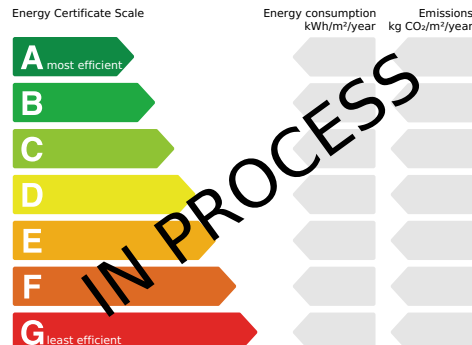 Energy Certificate Scale
Energy consumption
kWh/m²/year
Emissions
kg CO₂/m²/year
A most efficient
B
C
D
E
F
G least efficient
IN PROCESS